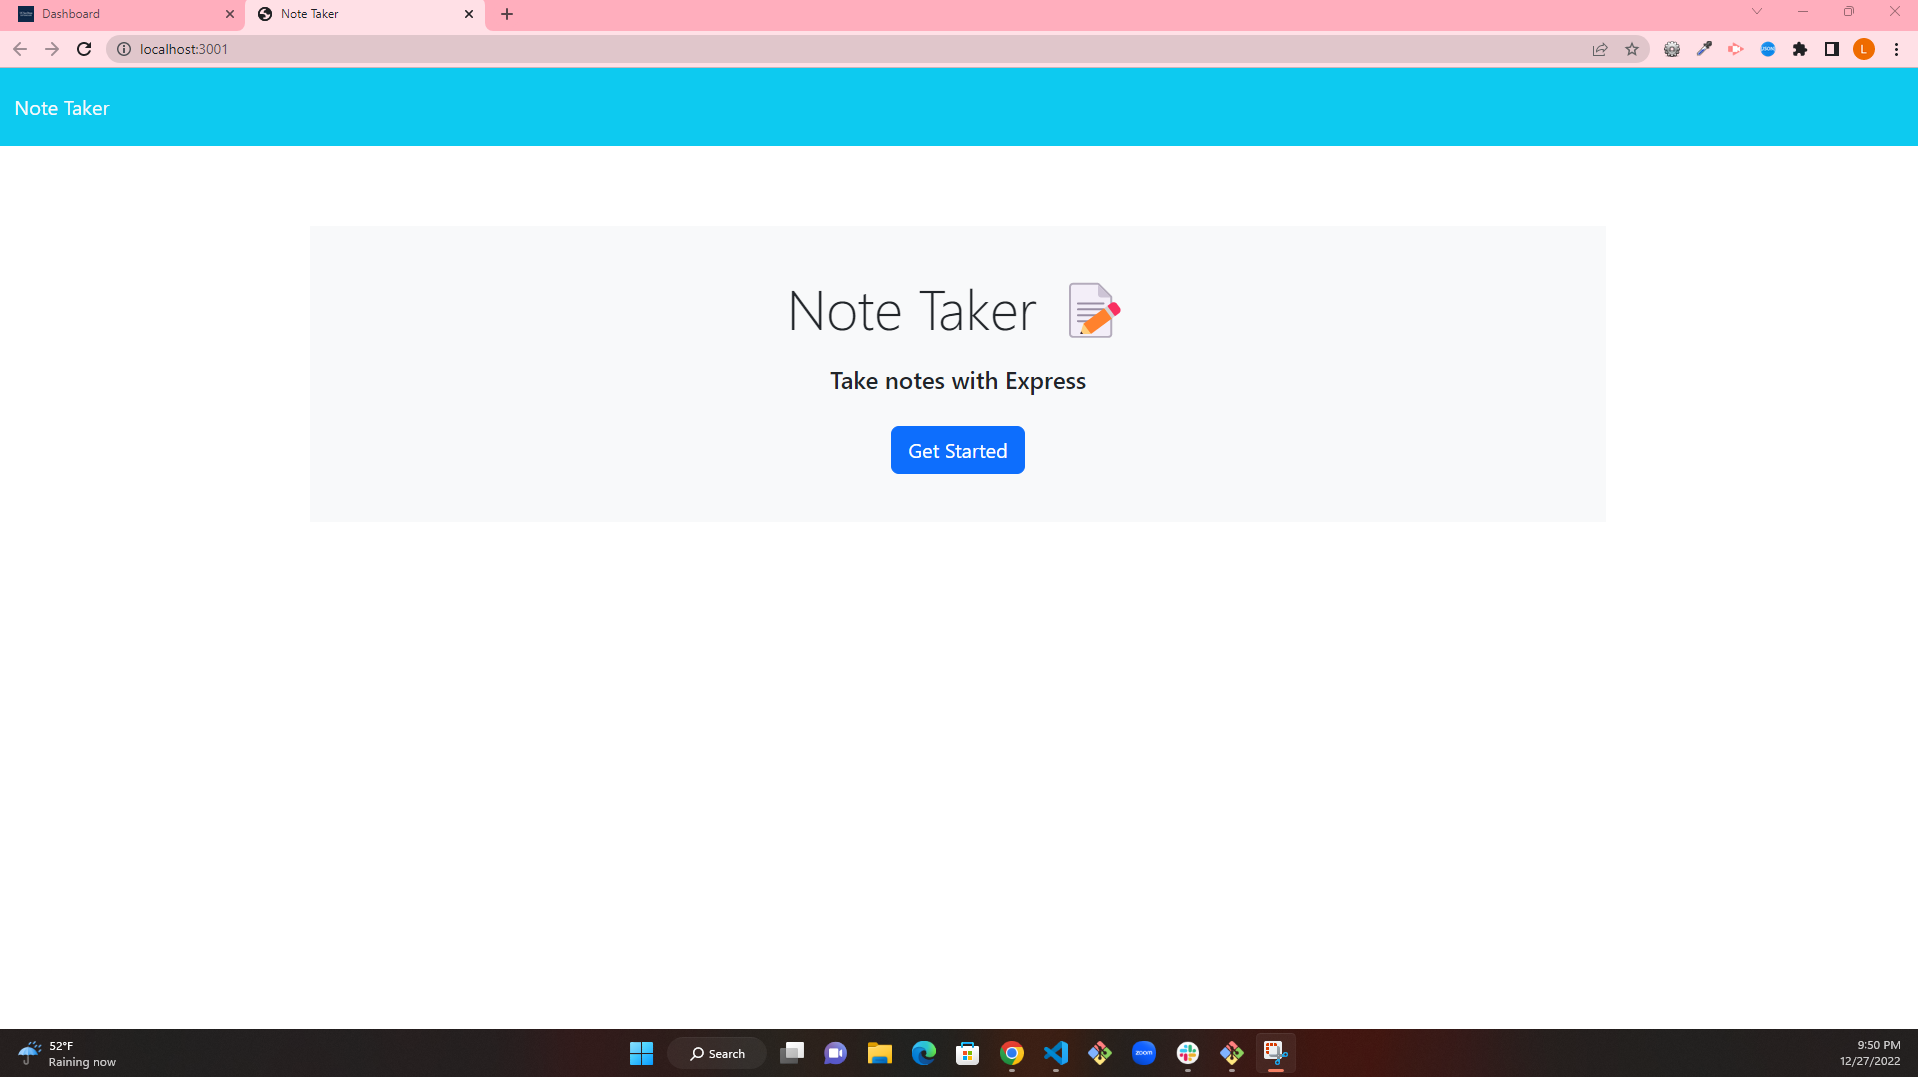 Dashboard
Note Taker
localhost:3001
L
Note Taker
Note Taker
Take notes with Express
Get Started
52°F
Raining now
Search
zoom
9:50 PM
12/27/2022